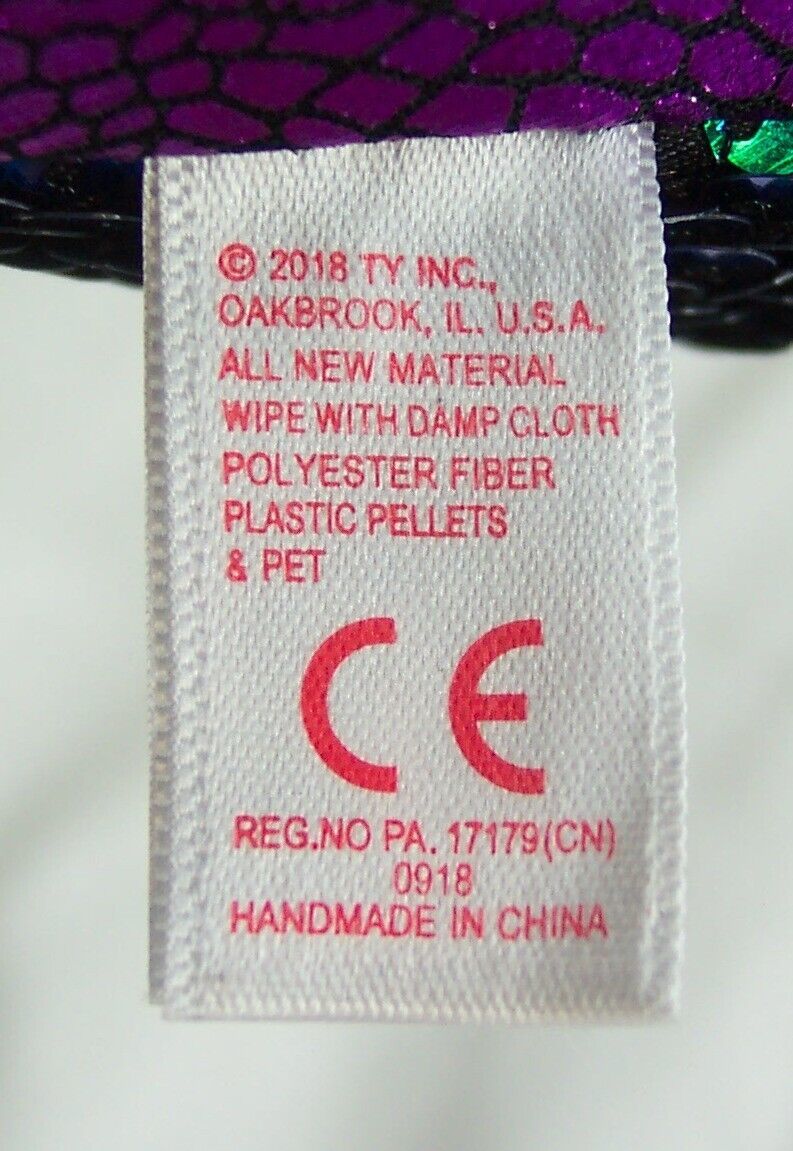 © 2018 TY INC.,
OAKBROOK, IL. U.S.A.
ALL NEW MATERIAL
WIPE WITH DAMP CLOTH
POLYESTER FIBER
PLASTIC PELLETS
& PET
CE
REG.NO PA. 17179(CN)
0918
HANDMADE IN CHINA